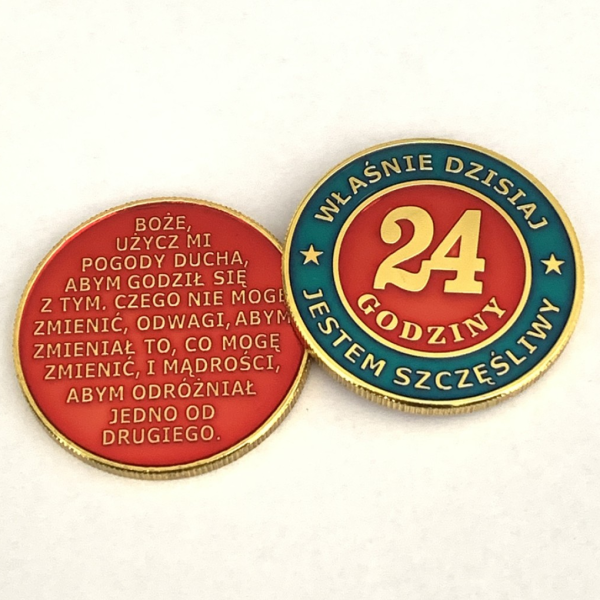 BOŻE,
UŻYCZ MI
POGODY DUCHA,
ABYM GODZIŁ SIĘ
Z TYM. CZEGO NIE MOGĘ
ZMIENIĆ, ODWAGI, ABYM
ZMIENIAŁ TO, CO MOGĘ
ZMIENIĆ, I MĄDROŚCI,
ABYM ODRÓŻNIAŁ
JEDNO OD
DRUGIEGO.
WŁAŚNIE DZISIAJ
24
GODZINY
JESTEM SZCZĘŚLIWY